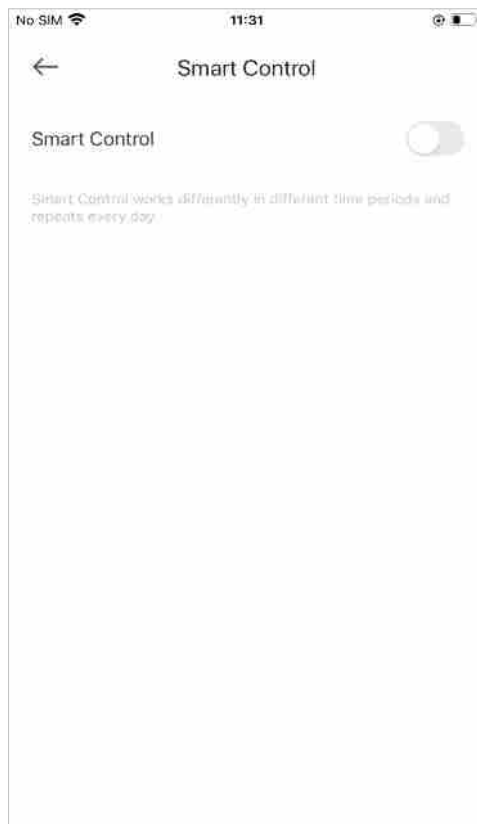 No SIM
11:31
Smart Control
Smart Control
Smart Control works differently in different time periods and
repeats every day